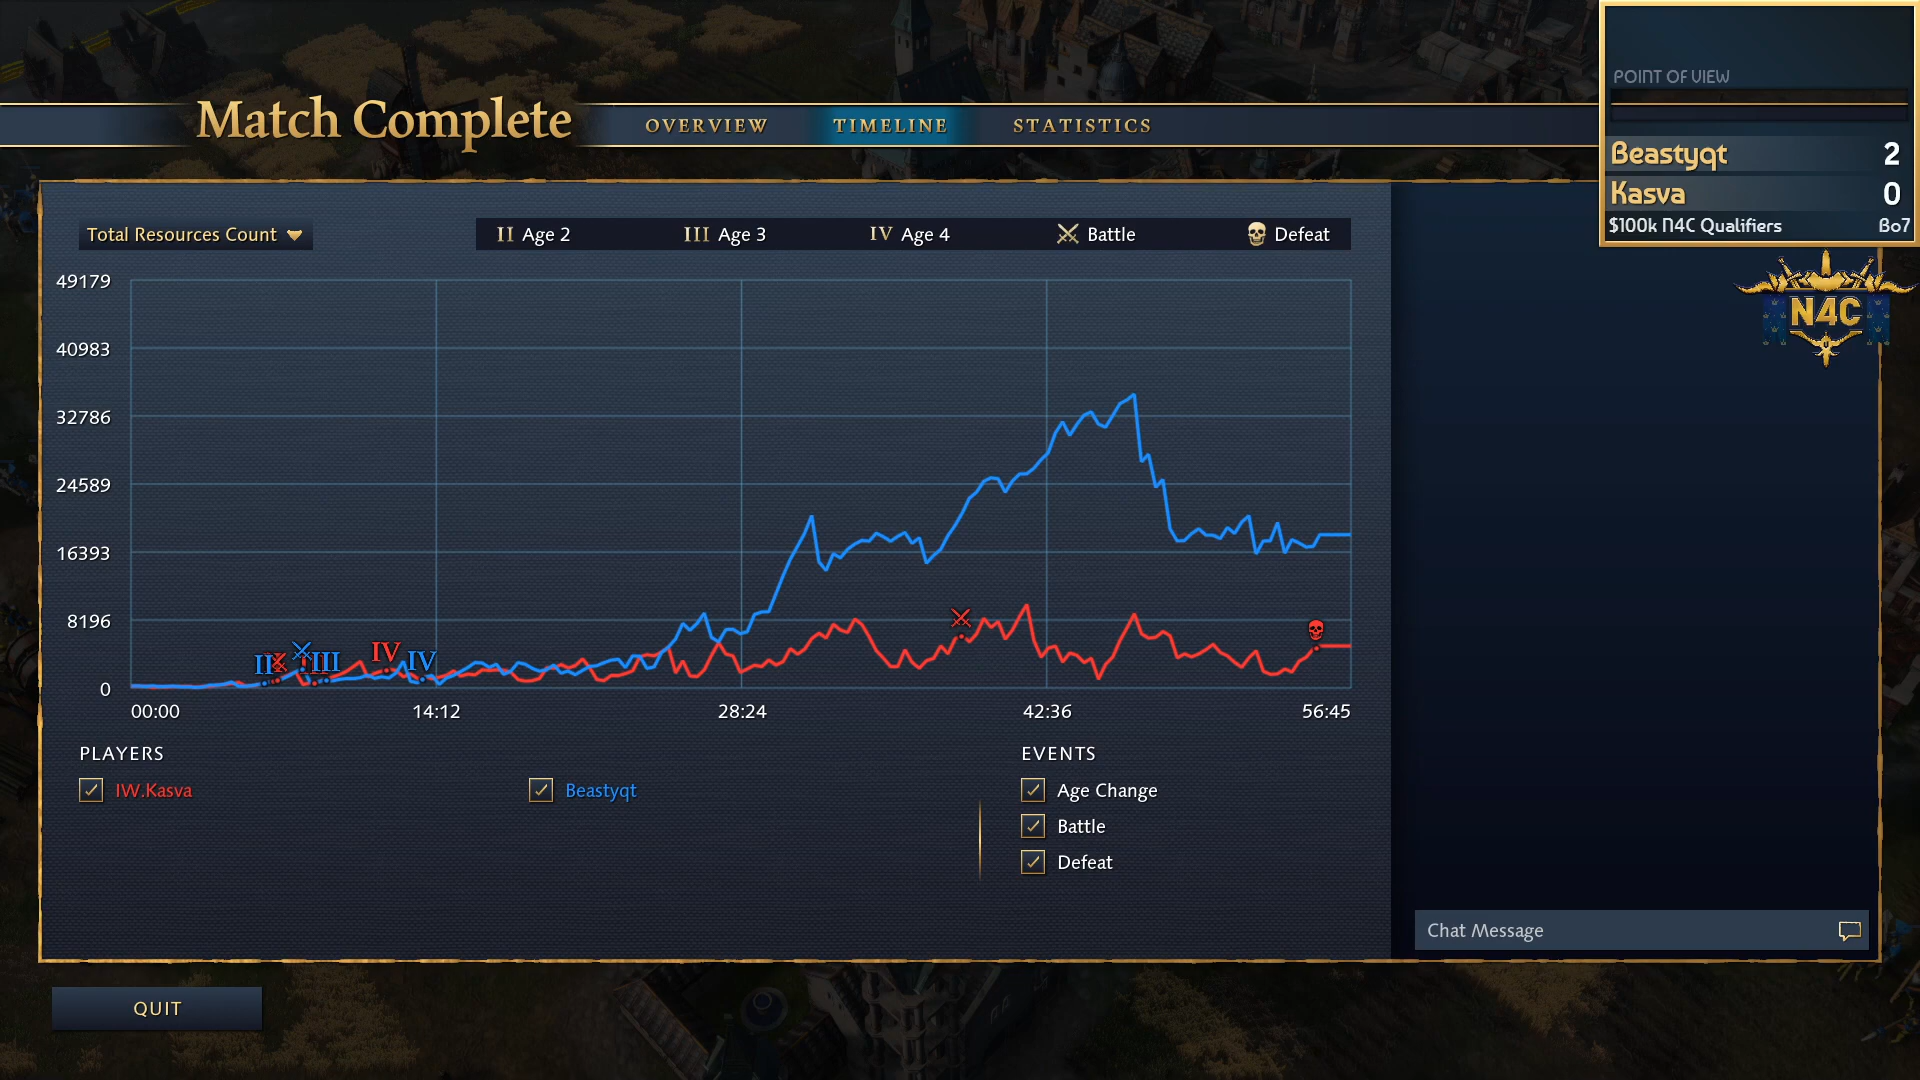 POINT OF VIEW
Match Complete
OVERVIEW
TIMELINE
STATISTICS
Beastyqt 2
Kasva 0
$100k N4C Qualifiers Bo7
N4C
Total Resources Count
II Age 2
III Age 3
IV Age 4
Battle
Defeat
49179
40983
32786
24589
16393
8196
0
II
III
IV
IV
00:00
14:12
28:24
42:36
56:45
PLAYERS
IW.Kasva
Beastyqt
EVENTS
Age Change
Battle
Defeat
Chat Message
QUIT